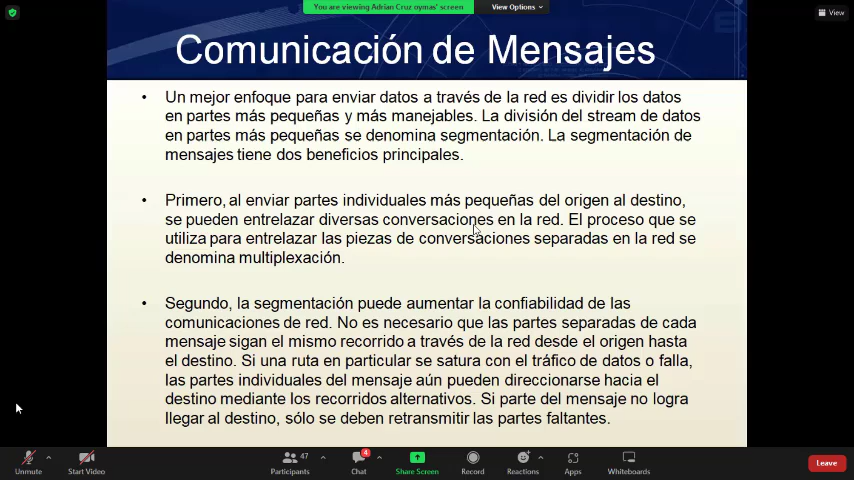 You are viewing Adrian Cruz oymas' screen
View Options
View
Comunicación de Mensajes
• Un mejor enfoque para enviar datos a través de la red es dividir los datos
en partes más pequeñas y más manejables. La división del stream de datos
en partes más pequeñas se denomina segmentación. La segmentación de
mensajes tiene dos beneficios principales.
• Primero, al enviar partes individuales más pequeñas del origen al destino,
se pueden entrelazar diversas conversaciones en la red. El proceso que se
utiliza para entrelazar las piezas de conversaciones separadas en la red se
denomina multiplexación.
• Segundo, la segmentación puede aumentar la confiabilidad de las
comunicaciones de red. No es necesario que las partes separadas de cada
mensaje sigan el mismo recorrido a través de la red desde el origen hasta
el destino. Si una ruta en particular se satura con el tráfico de datos o falla,
las partes individuales del mensaje aún pueden direccionarse hacia el
destino mediante los recorridos alternativos. Si parte del mensaje no logra
llegar al destino, sólo se deben retransmitir las partes faltantes.
47
4
Unmute
Start Video
Participants
Chat
Share Screen
Record
Reactions
Apps
Whiteboards
Leave